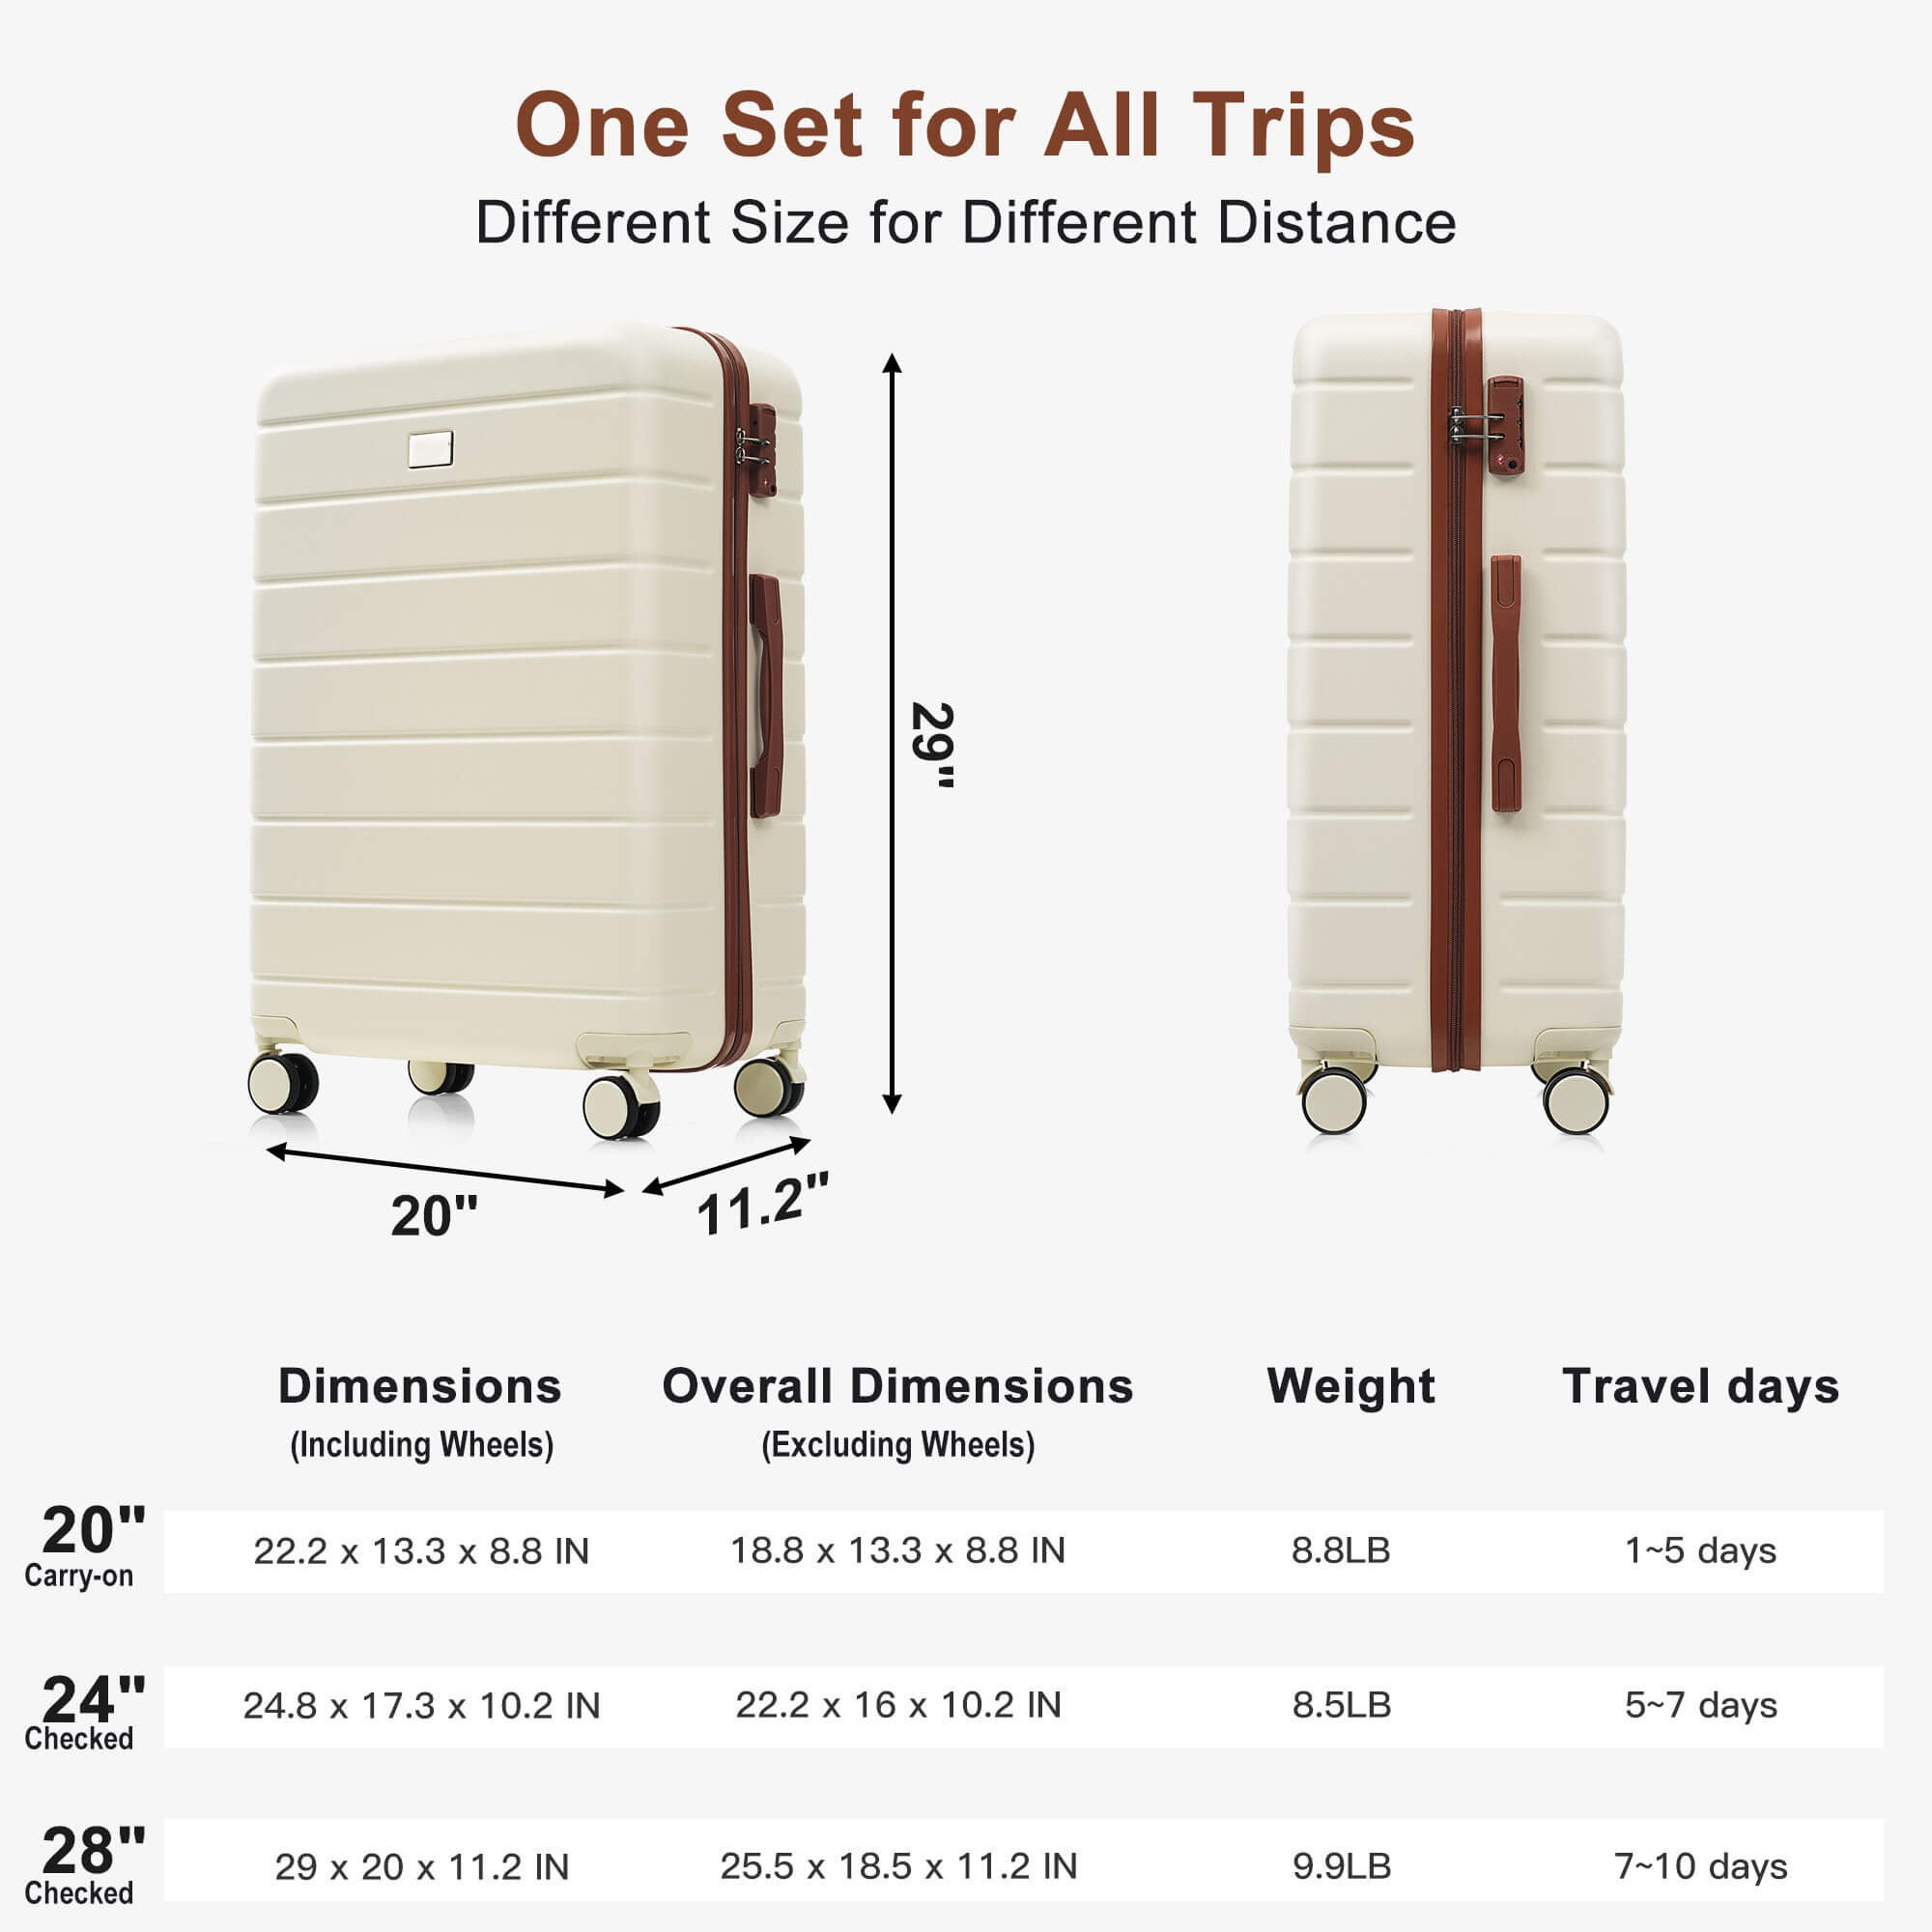 One Set for All Trips
Different Size for Different Distance
29"
20"
11.2"
Dimensions Overall Dimensions Weight Travel days
(Including Wheels) (Excluding Wheels)
20"
Carry-on
22.2 x 13.3 x 8.8 IN 18.8 x 13.3 x 8.8 IN 8.8LB 1~5 days
24"
Checked
24.8 x 17.3 x 10.2 IN 22.2 x 16 x 10.2 IN 8.5LB 5~7 days
28"
Checked
29 x 20 x 11.2 IN 25.5 x 18.5 x 11.2 IN 9.9LB 7~10 days